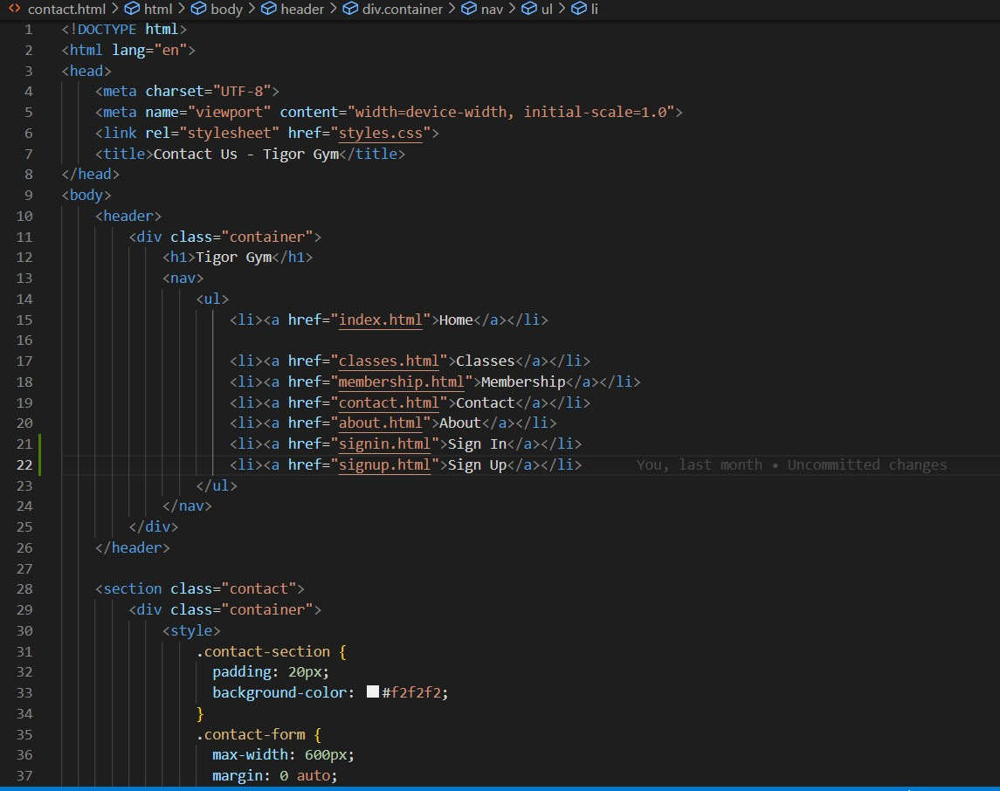 contact.html > html > body > header > div.container > nav > ul > li
1 <!DOCTYPE html>
2 <html lang="en">
3 <head>
4     <meta charset="UTF-8">
5     <meta name="viewport" content="width=device-width, initial-scale=1.0">
6     <link rel="stylesheet" href="styles.css">
7     <title>Contact Us - Tigor Gym</title>
8 </head>
9 <body>
10     <header>
11         <div class="container">
12             <h1>Tigor Gym</h1>
13             <nav>
14                 <ul>
15                     <li><a href="index.html">Home</a></li>
16
17                     <li><a href="classes.html">Classes</a></li>
18                     <li><a href="membership.html">Membership</a></li>
19                     <li><a href="contact.html">Contact</a></li>
20                     <li><a href="about.html">About</a></li>
21                     <li><a href="signin.html">Sign In</a></li>
22                     <li><a href="signup.html">Sign Up</a></li>      You, last month • Uncommitted changes
23                 </ul>
24             </nav>
25         </div>
26     </header>
27
28     <section class="contact">
29         <div class="container">
30             <style>
31                 .contact-section {
32                   padding: 20px;
33                   background-color: #f2f2f2;
34                 }
35                 .contact-form {
36                   max-width: 600px;
37                   margin: 0 auto;